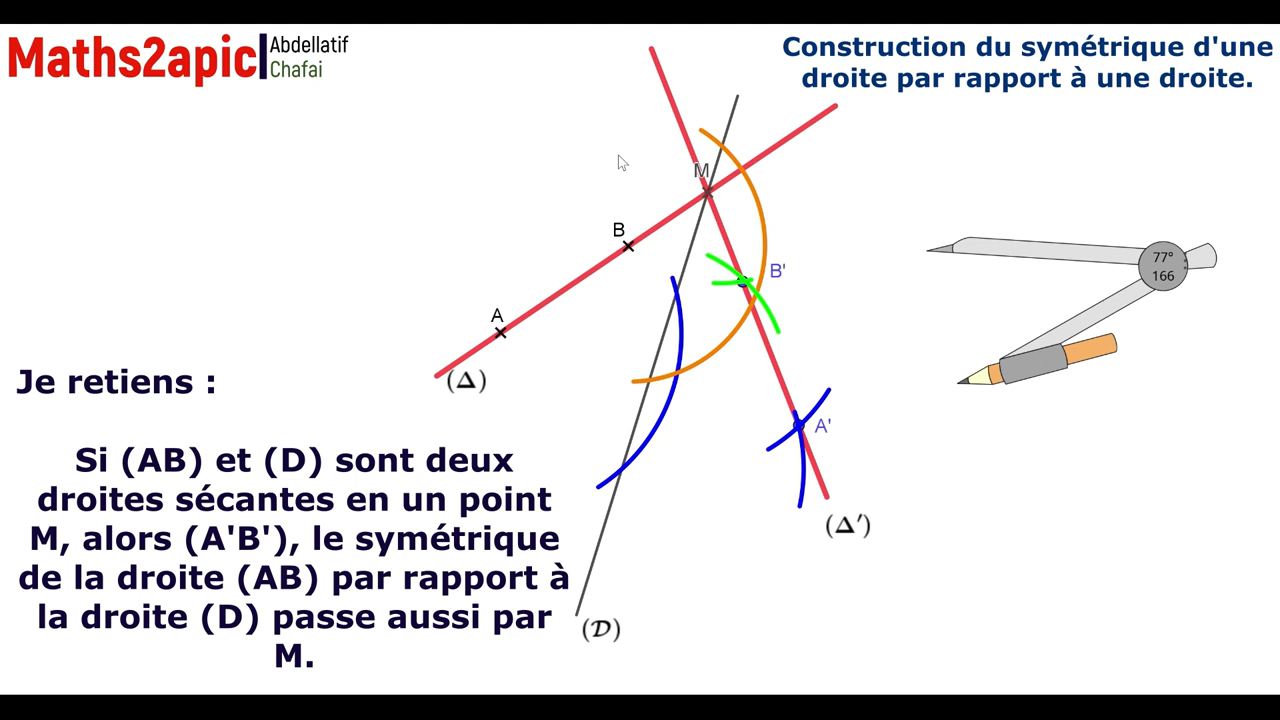 Maths2apic
Abdellatif
Chafai
Construction du symétrique d'une
droite par rapport à une droite.
M
B
B'
77°
166
A
(Δ)
Je retiens :
A'
Si (AB) et (D) sont deux
droites sécantes en un point
M, alors (A'B'), le symétrique
de la droite (AB) par rapport à
la droite (D) passe aussi par
M.
(Δ′)
(𝒟)